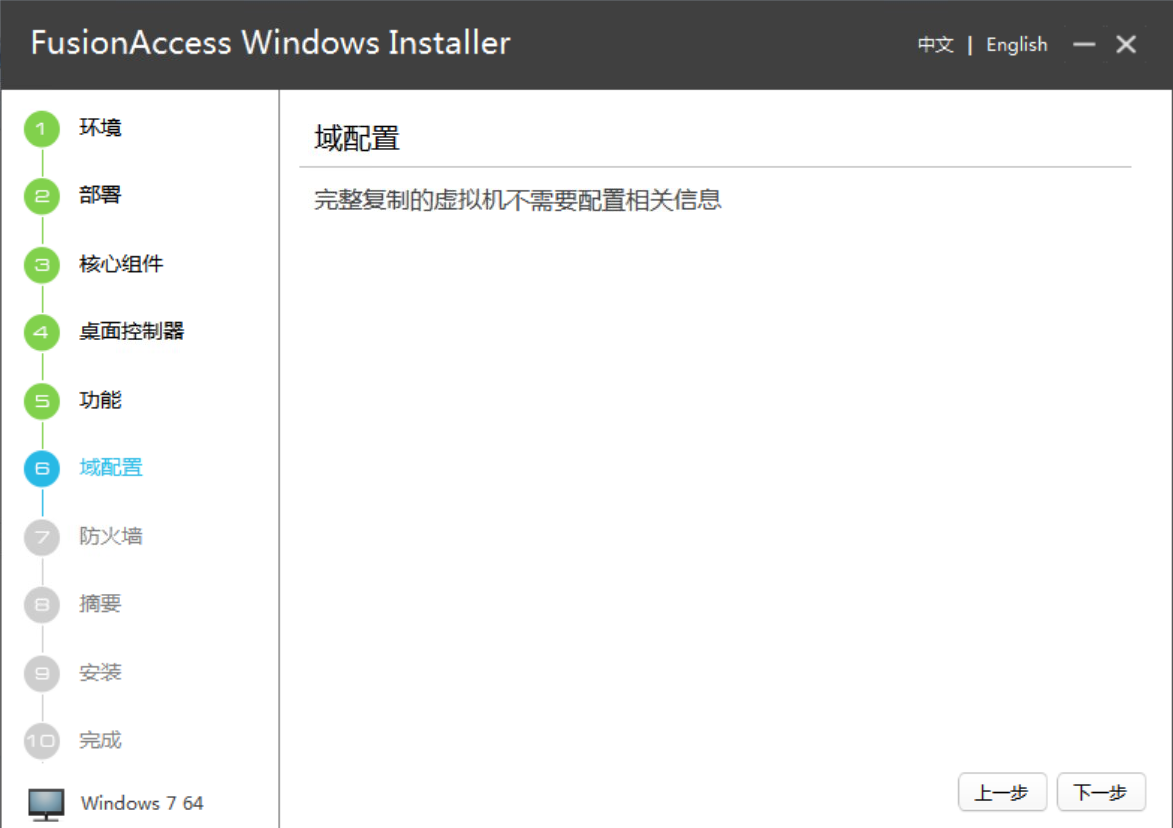 FusionAccess Windows Installer
中文 | English
1 环境
2 部署
3 核心组件
4 桌面控制器
5 功能
6 域配置
7 防火墙
8 摘要
9 安装
10 完成
Windows 7 64
域配置
完整复制的虚拟机不需要配置相关信息
上一步 下一步